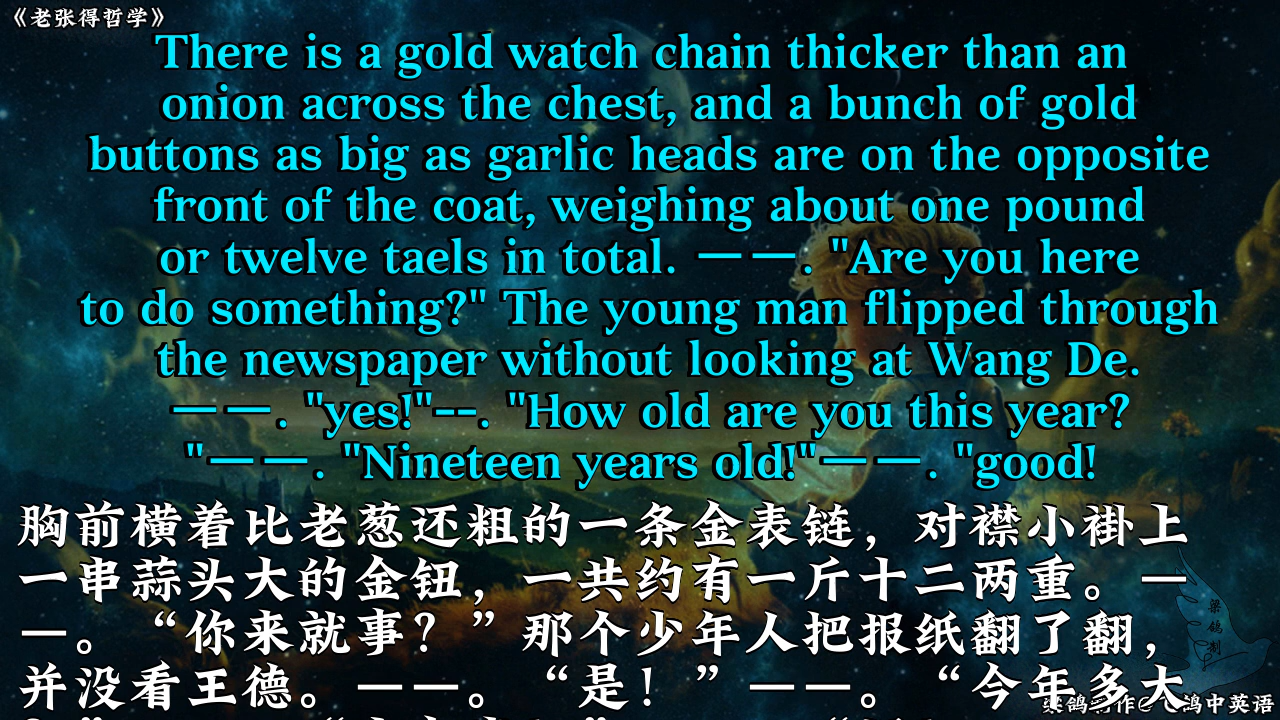 《老张得哲学》
There is a gold watch chain thicker than an
onion across the chest, and a bunch of gold
buttons as big as garlic heads are on the opposite
front of the coat, weighing about one pound
or twelve taels in total. ——. "Are you here
to do something?" The young man flipped through
the newspaper without looking at Wang De.
——. "yes!"--. "How old are you this year?
"——. "Nineteen years old!"——. "good!
胸前横着比老葱还粗的一条金表链，对襟小褂上
一串蒜头大的金钮，一共约有一斤十二两重。—
—。“你来就事？”那个少年人把报纸翻了翻，
并没看王德。——。“是！”——。“今年多大
梁鸽制
鸿中英语